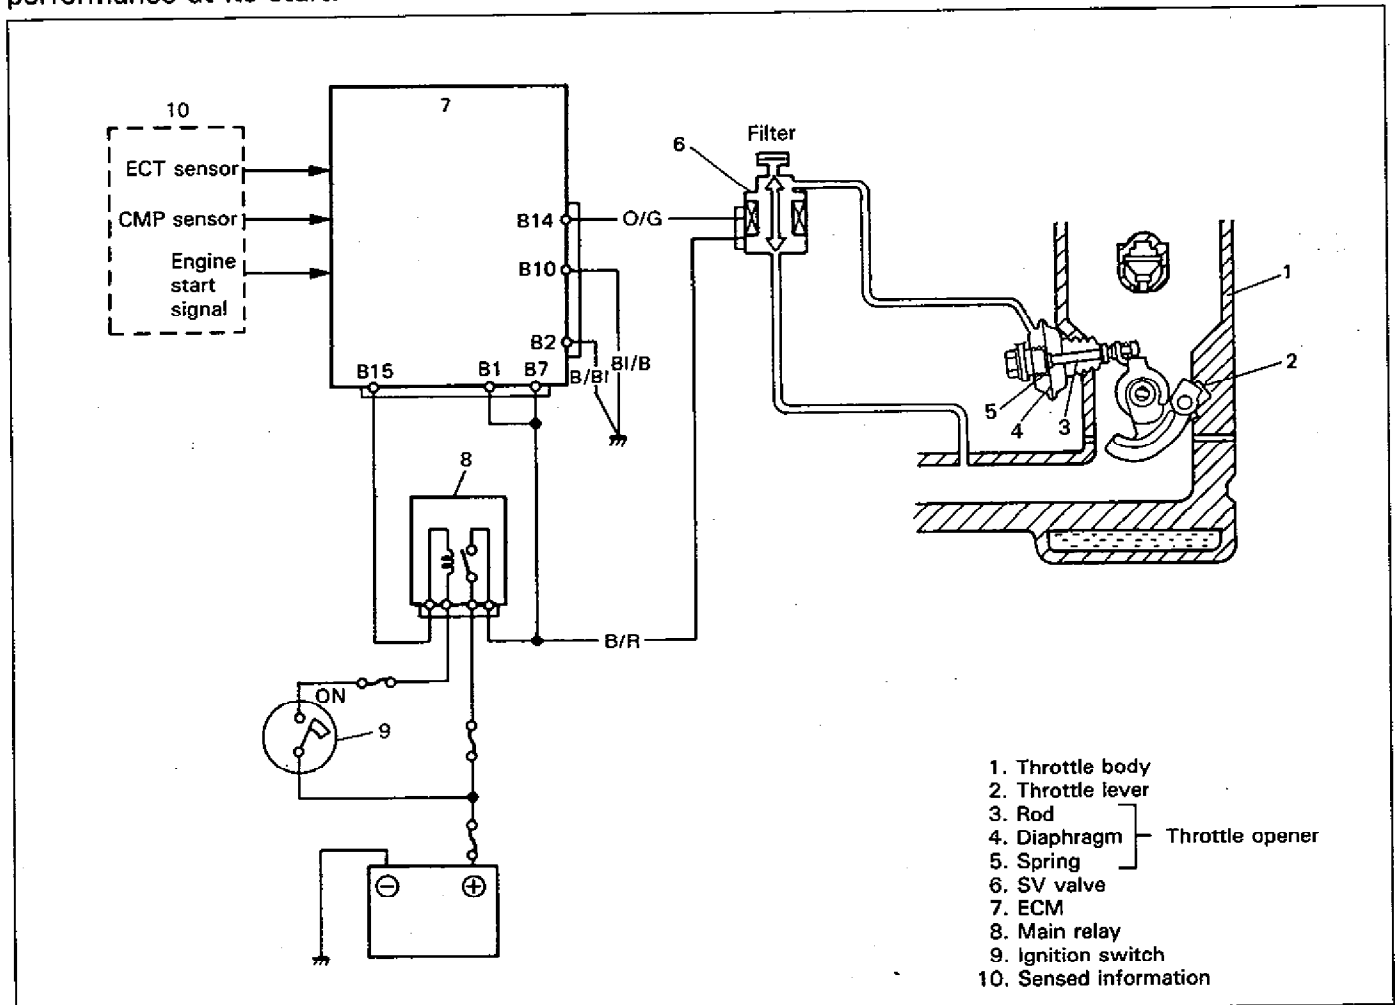 performance at its start.
10
ECT sensor
CMP sensor
Engine
start
signal
7
B14
O/G
B10
B2
B/Bl
Bl/B
B15
B1
B7
6
Filter
1
2
5
4
3
8
B/R
ON
9
1. Throttle body
2. Throttle lever
3. Rod
4. Diaphragm
Throttle opener
5. Spring
6. SV valve
7. ECM
8. Main relay
9. Ignition switch
10. Sensed information